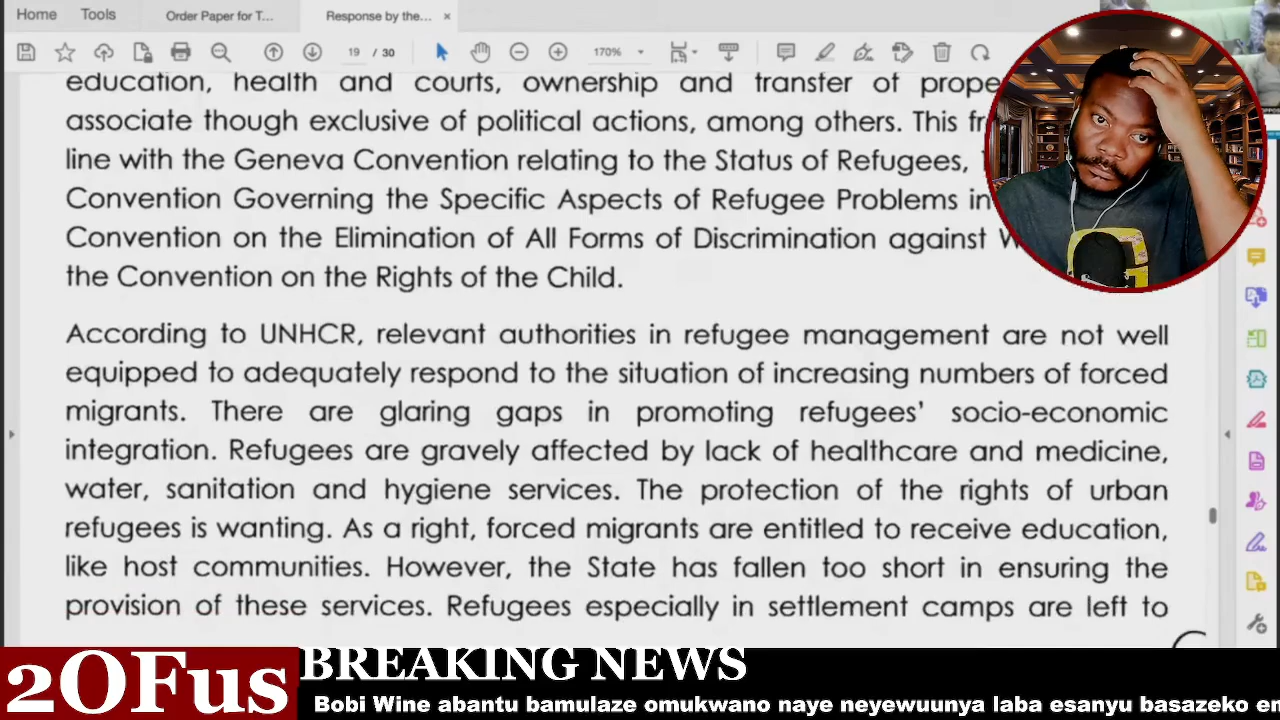 Home
Tools
Order Paper for T...
Response by the...
×
19 / 30
170%
education, health and courts, ownership and transfer of
associate though exclusive of political actions, among others. This
line with the Geneva Convention relating to the Status of Refugees,
Convention Governing the Specific Aspects of Refugee Problems in
Convention on the Elimination of All Forms of Discrimination against
the Convention on the Rights of the Child.
According to UNHCR, relevant authorities in refugee management are not well
equipped to adequately respond to the situation of increasing numbers of forced
migrants. There are glaring gaps in promoting refugees' socio-economic
integration. Refugees are gravely affected by lack of healthcare and medicine,
water, sanitation and hygiene services. The protection of the rights of urban
refugees is wanting. As a right, forced migrants are entitled to receive education,
like host communities. However, the State has fallen too short in ensuring the
provision of these services. Refugees especially in settlement camps are left to
2OFus
BREAKING NEWS
Bobi Wine abantu bamulaze omukwano naye neyewuunya laba esanyu basazeko